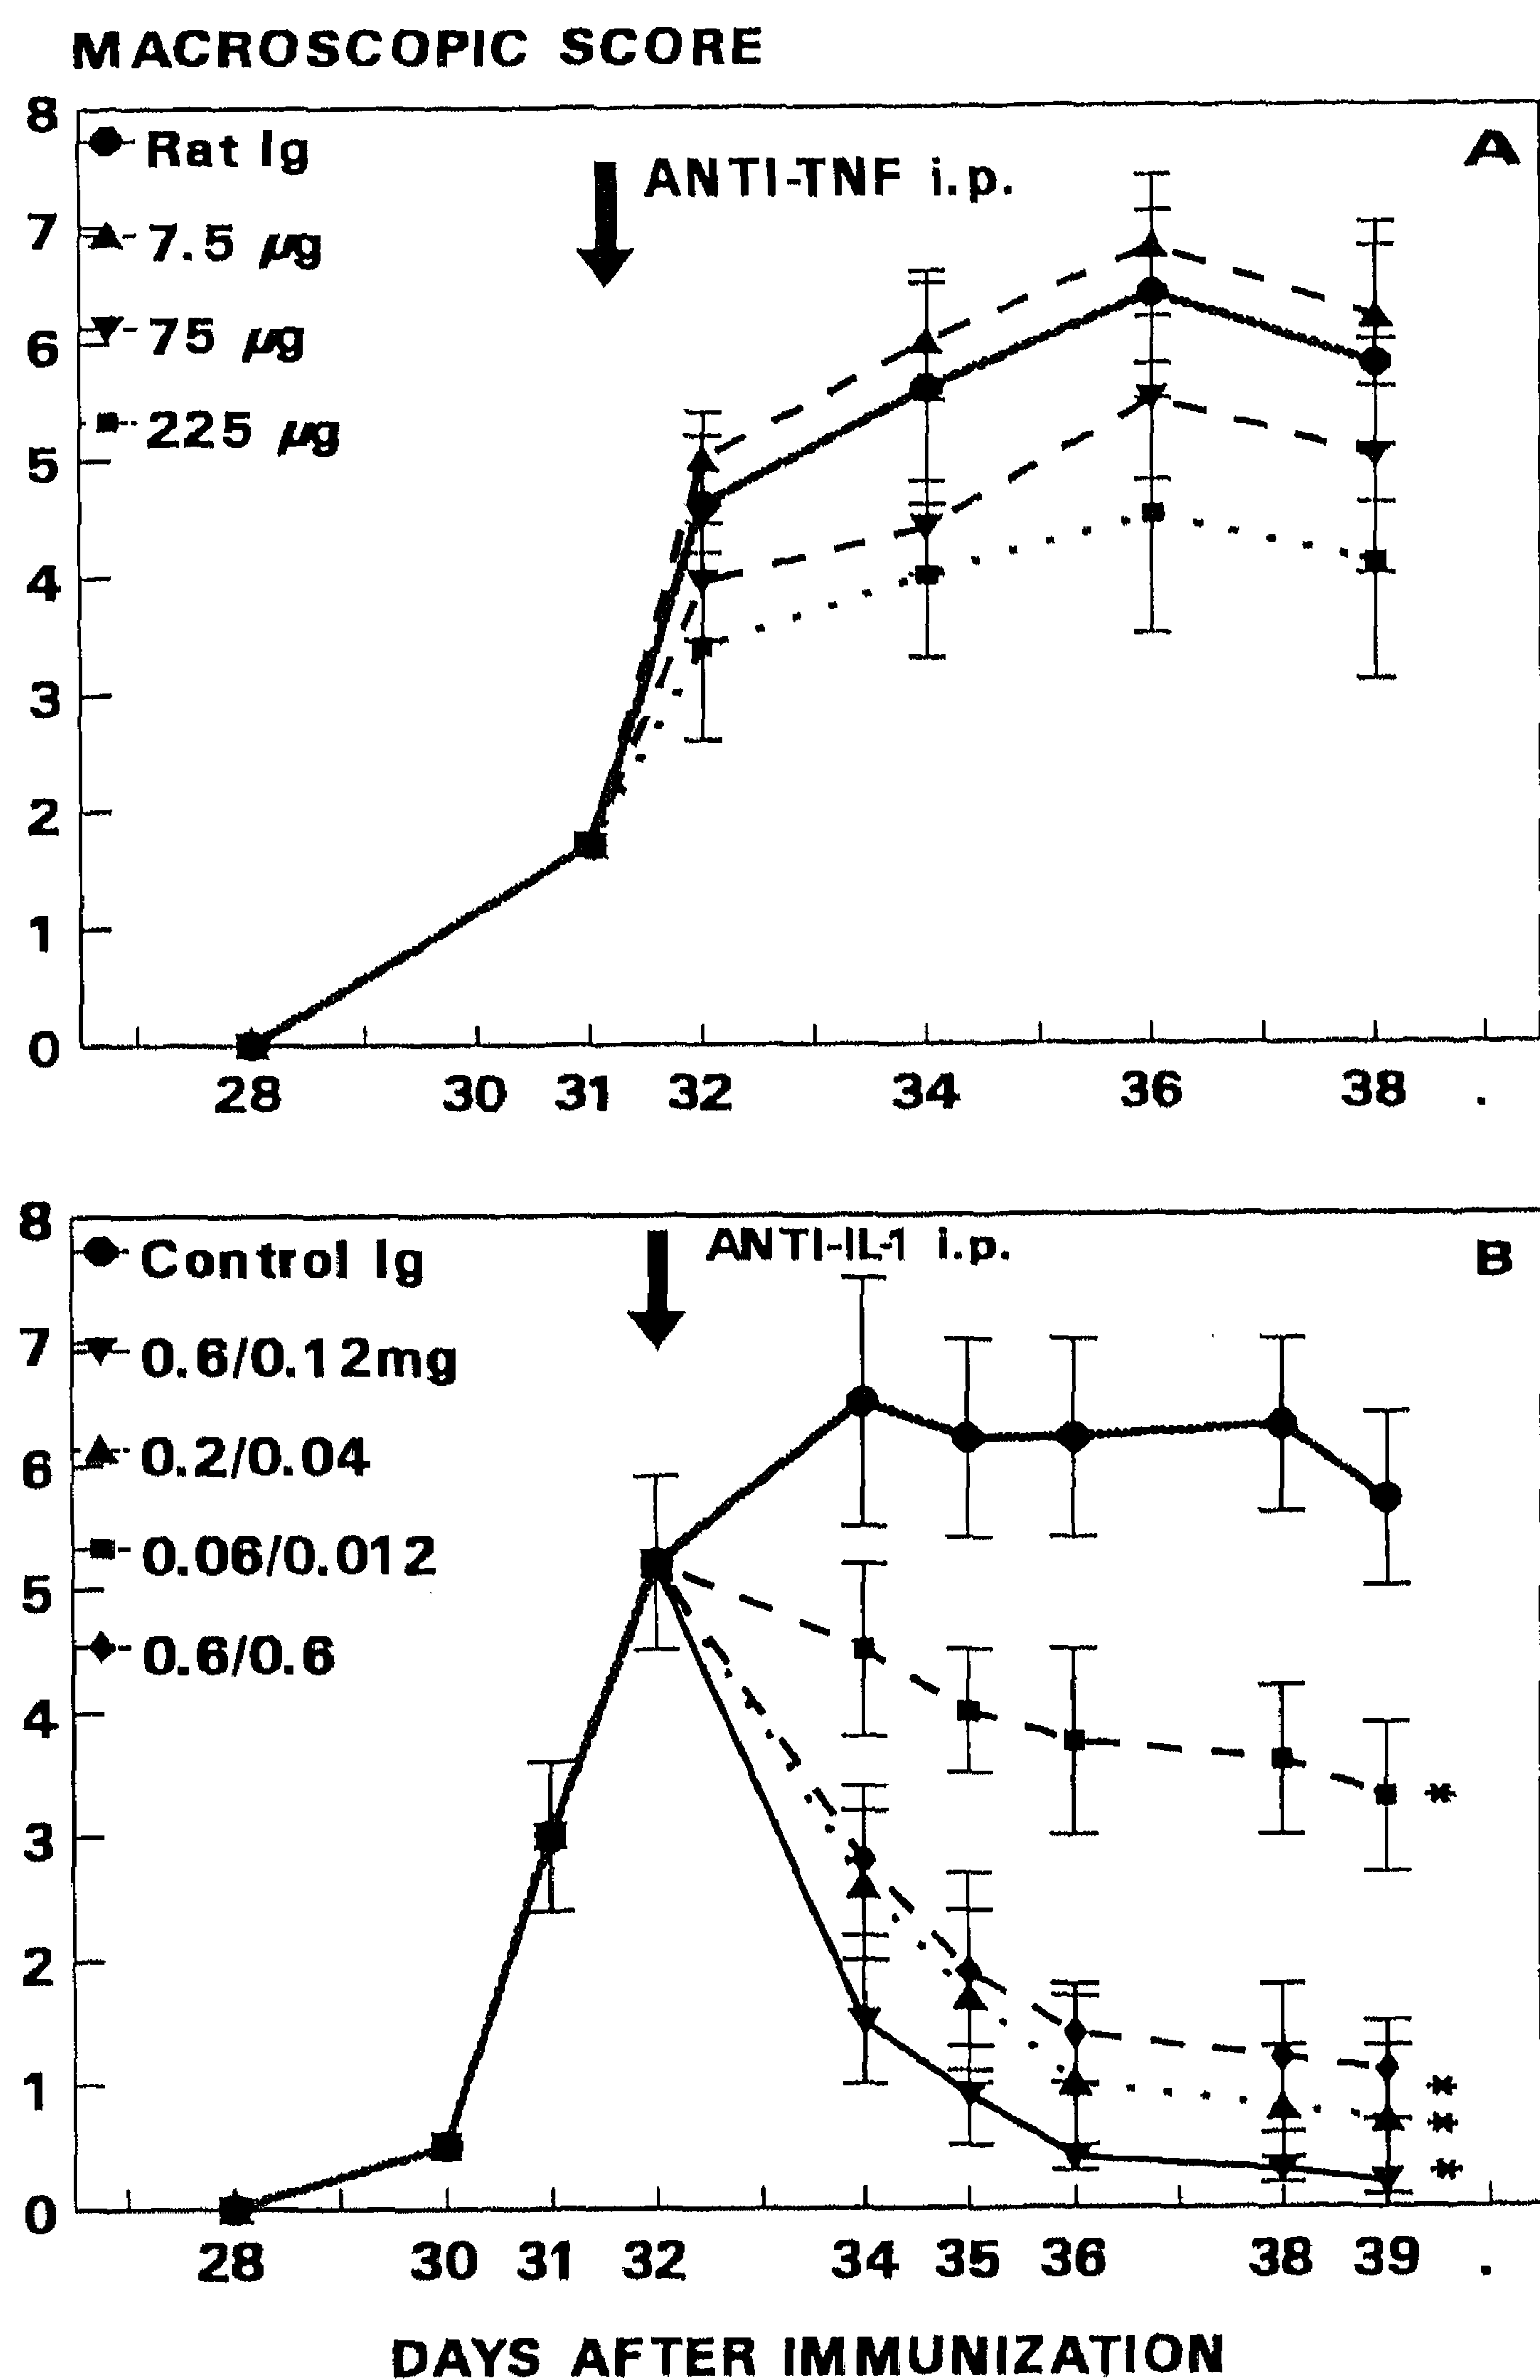 MACROSCOPIC SCORE
8
Rat Ig
ANTI-TNF i.p.
A
7
7.5 µg
6
75 µg
225 µg
5
4
3
2
1
0
28 30 31 32 34 36 38 .
8
Control Ig
ANTI-IL-1 i.p.
B
7
0.6/0.12mg
6
0.2/0.04
0.06/0.012
5
0.6/0.6
4
3
*
2
1
*
*
*
0
28 30 31 32 34 35 36 38 39 .
DAYS AFTER IMMUNIZATION